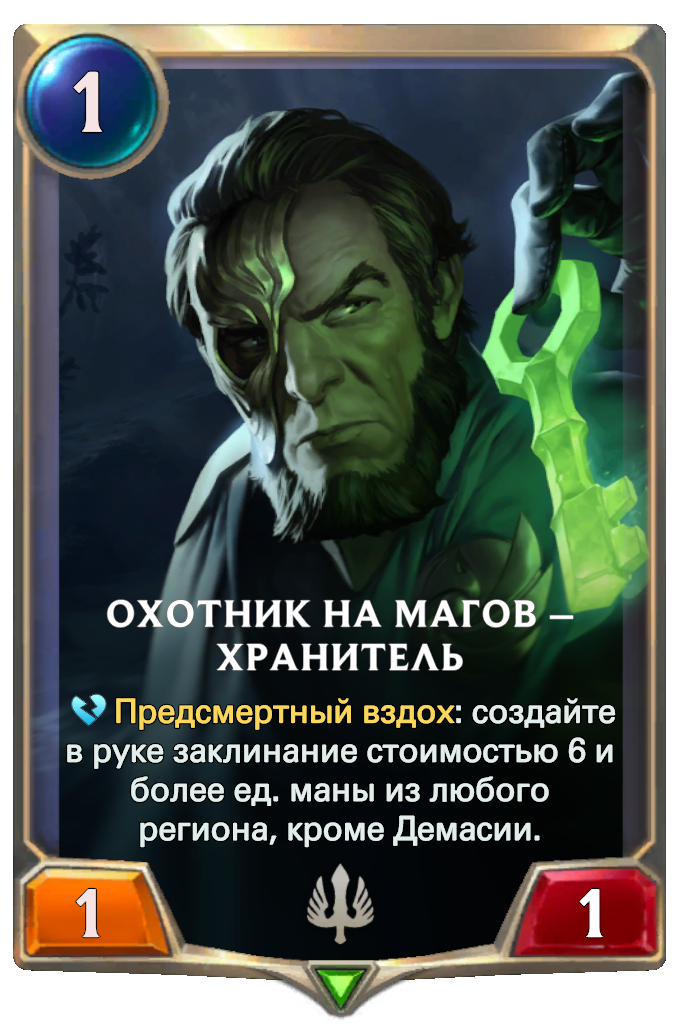 1
ОХОТНИК НА МАГОВ –
ХРАНИТЕЛЬ
Предсмертный вздох: создайте
в руке заклинание стоимостью 6 и
более ед. маны из любого
региона, кроме Демасии.
1
1